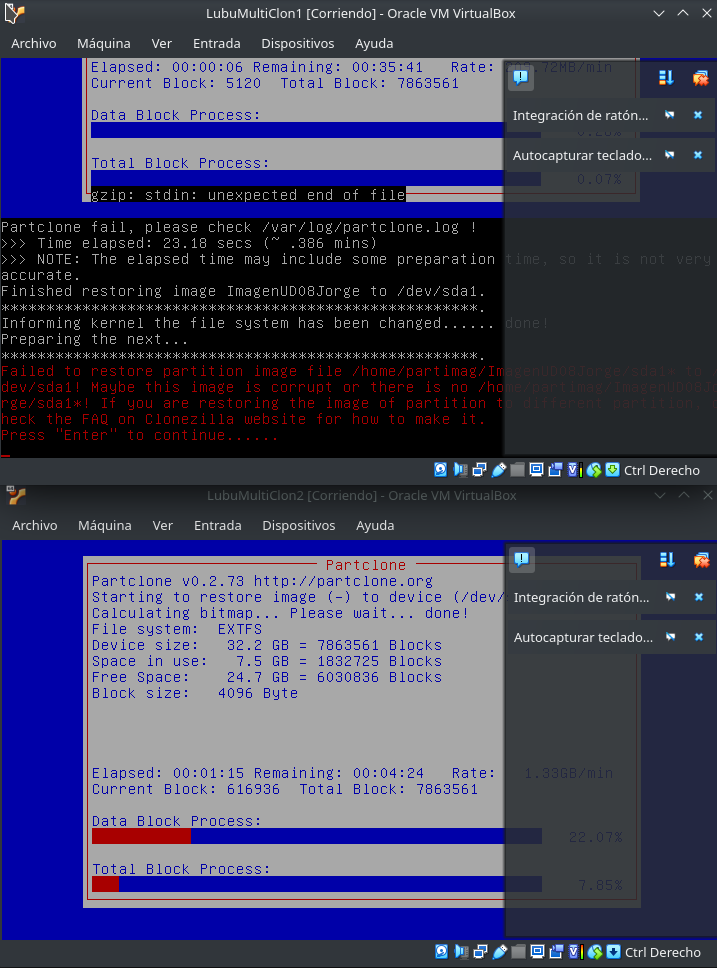 LubuMultiClon1 [Corriendo] - Oracle VM VirtualBox
Archivo Máquina Ver Entrada Dispositivos Ayuda
Elapsed: 00:00:06 Remaining: 00:35:41 Rate: MB/min
Current Block: 5120 Total Block: 7863561
Data Block Process:
0.28%
Total Block Process:
0.07%
gzip: stdin: unexpected end of file
Integración de ratón...
Autocapturar teclado...
Partclone fail, please check /var/log/partclone.log !
>>> Time elapsed: 23.18 secs (~ .386 mins)
>>> NOTE: The elapsed time may include some preparation time, so it is not very
accurate.
Finished restoring image ImagenUD08Jorge to /dev/sda1.
*****************************************************.
Informing kernel the file system has been changed...... done!
Preparing the next...
*****************************************************.
Failed to restore partition image file /home/partimag/ImagenUD08Jorge/sda1* to /
dev/sda1! Maybe this image is corrupt or there is no /home/partimag/ImagenUD08Jo
rge/sda1*! If you are restoring the image of partition to different partition, c
heck the FAQ on Clonezilla website for how to make it.
Press "Enter" to continue......
Ctrl Derecho
LubuMultiClon2 [Corriendo] - Oracle VM VirtualBox
Archivo Máquina Ver Entrada Dispositivos Ayuda
Partclone
Partclone v0.2.73 http://partclone.org
Starting to restore image (-) to device (/dev/
Calculating bitmap... Please wait... done!
File system: EXTFS
Device size: 32.2 GB = 7863561 Blocks
Space in use: 7.5 GB = 1832725 Blocks
Free Space: 24.7 GB = 6030836 Blocks
Block size: 4096 Byte
Integración de ratón...
Autocapturar teclado...
Elapsed: 00:01:15 Remaining: 00:04:24 Rate: 1.33GB/min
Current Block: 616936 Total Block: 7863561
Data Block Process:
22.07%
Total Block Process:
7.85%
Ctrl Derecho